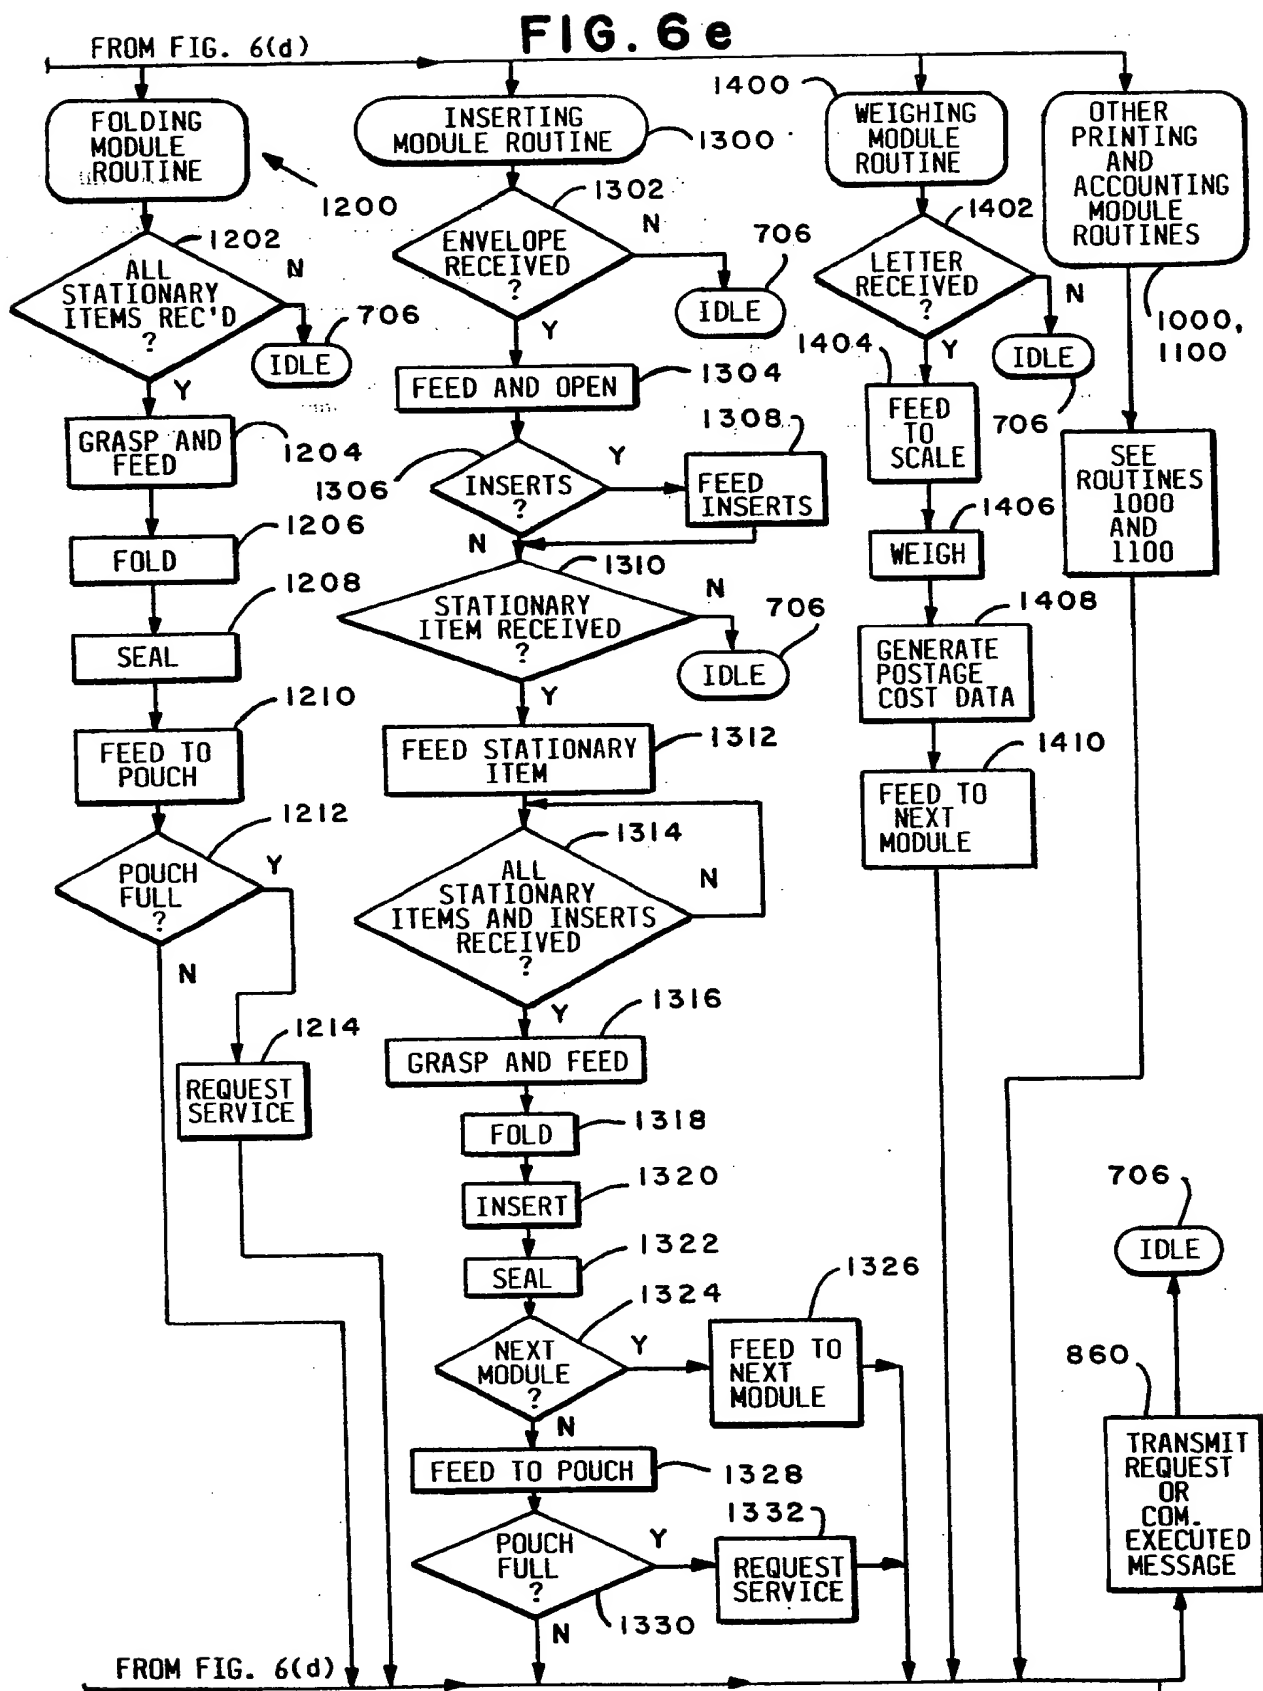 FIG. 6e
FROM FIG. 6(d)
FOLDING
MODULE
ROUTINE
1200
1202
ALL
STATIONARY
ITEMS REC'D
?
N
706
IDLE
Y
GRASP AND
FEED
1204
1206
FOLD
1208
SEAL
1210
FEED TO
POUCH
1212
POUCH
FULL
?
Y
N
1214
REQUEST
SERVICE
INSERTING
MODULE ROUTINE
1300
1302
ENVELOPE
RECEIVED
?
N
706
IDLE
Y
FEED AND OPEN
1304
1306
INSERTS
?
Y
1308
FEED
INSERTS
N
1310
STATIONARY
ITEM RECEIVED
?
N
706
IDLE
Y
FEED STATIONARY
ITEM
1312
1314
ALL
STATIONARY
ITEMS AND INSERTS
RECEIVED
?
N
Y
1316
GRASP AND FEED
FOLD
1318
INSERT
1320
SEAL
1322
1324
NEXT
MODULE
?
Y
1326
FEED TO
NEXT
MODULE
N
FEED TO POUCH
1328
POUCH
FULL
?
1330
Y
1332
REQUEST
SERVICE
N
1400
WEIGHING
MODULE
ROUTINE
1402
LETTER
RECEIVED
?
N
IDLE
706
Y
1404
FEED
TO
SCALE
1406
WEIGH
1408
GENERATE
POSTAGE
COST DATA
1410
FEED TO
NEXT
MODULE
OTHER
PRINTING
AND
ACCOUNTING
MODULE
ROUTINES
1000,
1100
SEE
ROUTINES
1000
AND
1100
706
IDLE
860
TRANSMIT
REQUEST
OR
COM.
EXECUTED
MESSAGE
FROM FIG. 6(d)